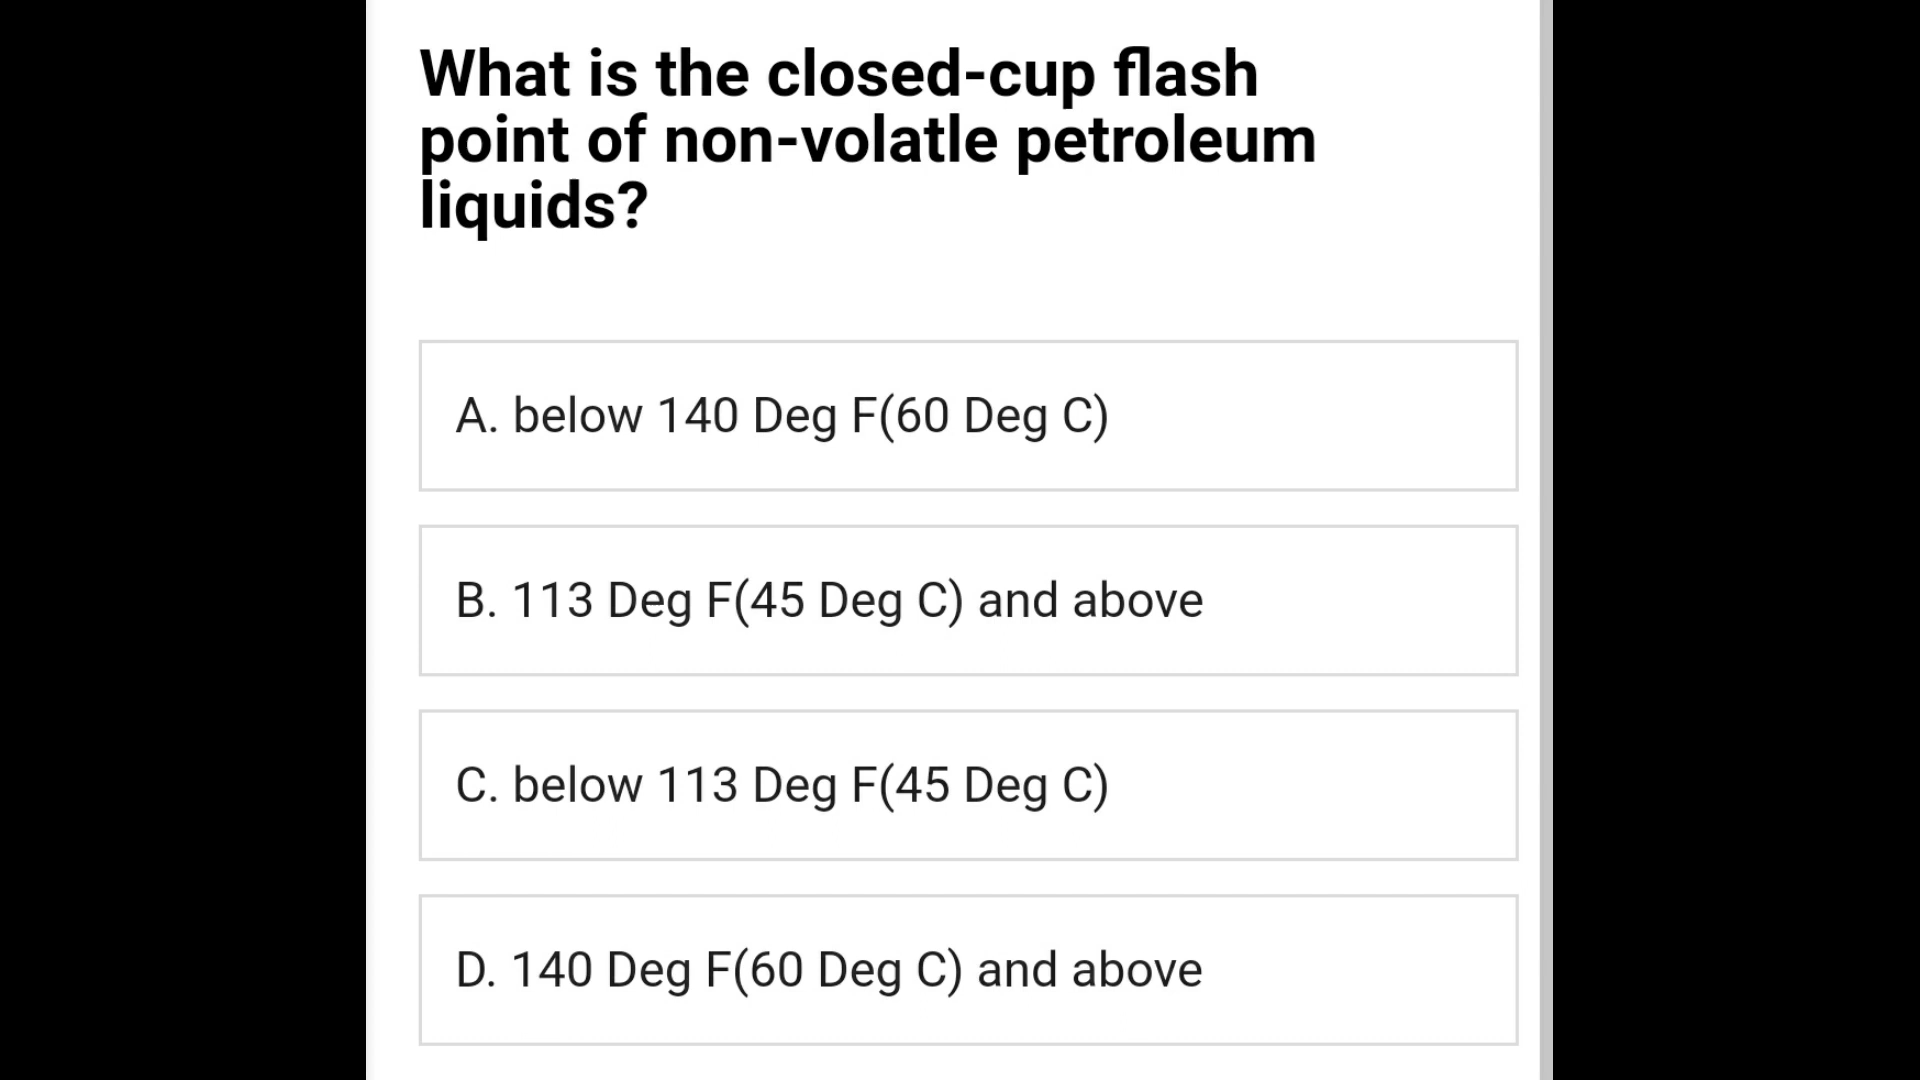 What is the closed-cup flash
point of non-volatle petroleum
liquids?
A. below 140 Deg F(60 Deg C)
B. 113 Deg F(45 Deg C) and above
C. below 113 Deg F(45 Deg C)
D. 140 Deg F(60 Deg C) and above